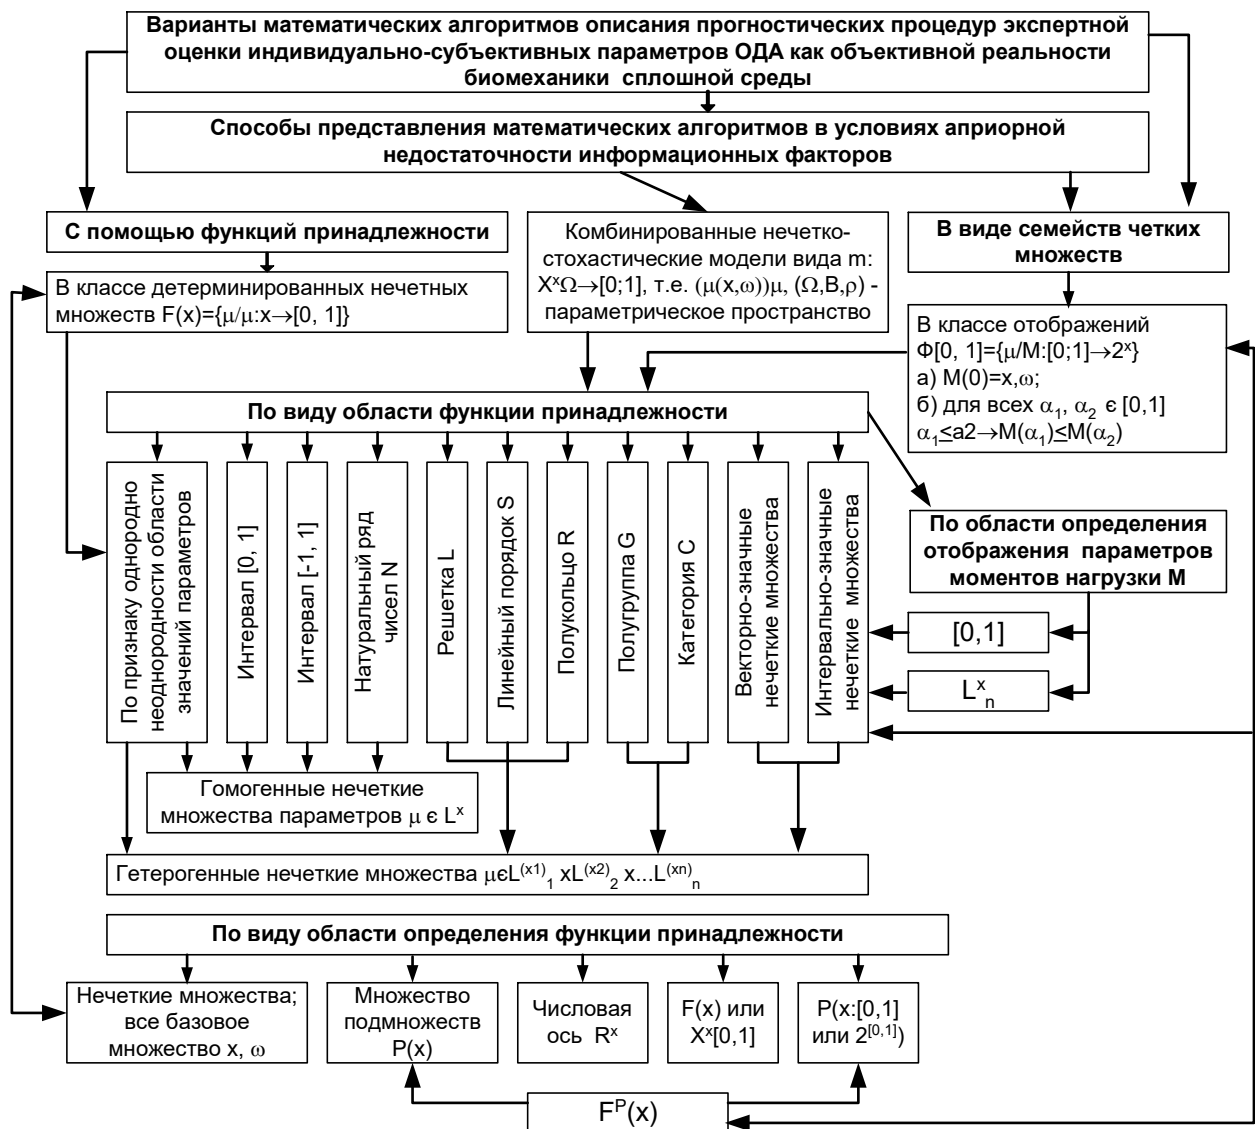 Варианты математических алгоритмов описания прогностических процедур экспертной
оценки индивидуально-субъективных параметров ОДА как объективной реальности
биомеханики сплошной среды
Способы представления математических алгоритмов в условиях априорной
недостаточности информационных факторов
С помощью функций принадлежности
В классе детерминированных нечетных
множеств F(x)={μ/μ:x→[0, 1]}
Комбинированные нечетко-
стохастические модели вида m:
XˣΩ→[0;1], т.е. (μ(x,ω))μ, (Ω,B,ρ) -
параметрическое пространство
В виде семейств четких
множеств
В классе отображений
Ф[0, 1]={μ/M:[0;1]→2ˣ}
а) M(0)=x,ω;
б) для всех α₁, α₂ є [0,1]
α₁≤a2→M(α₁)≤M(α₂)
По виду области функции принадлежности
По признаку однородно
неоднородности области
значений параметров
Интервал [0, 1]
Интервал [-1, 1]
Натуральный ряд
чисел N
Решетка L
Линейный порядок S
Полукольцо R
Полугруппа G
Категория C
Векторно-значные
нечеткие множества
Интервально-значные
нечеткие множества
По области определения
отображения параметров
моментов нагрузки М
[0,1]
Lˣₙ
Гомогенные нечеткие
множества параметров μ є Lˣ
Гетерогенные нечеткие множества μєL⁽ˣ¹⁾₁ xL⁽ˣ²⁾₂ x...L⁽ˣⁿ⁾ₙ
По виду области определения функции принадлежности
Нечеткие множества;
все базовое
множество x, ω
Множество
подмножеств
P(x)
Числовая
ось Rˣ
F(x) или
Xˣ[0,1]
P(x:[0,1]
или 2^[0,1])
Fᴾ(x)